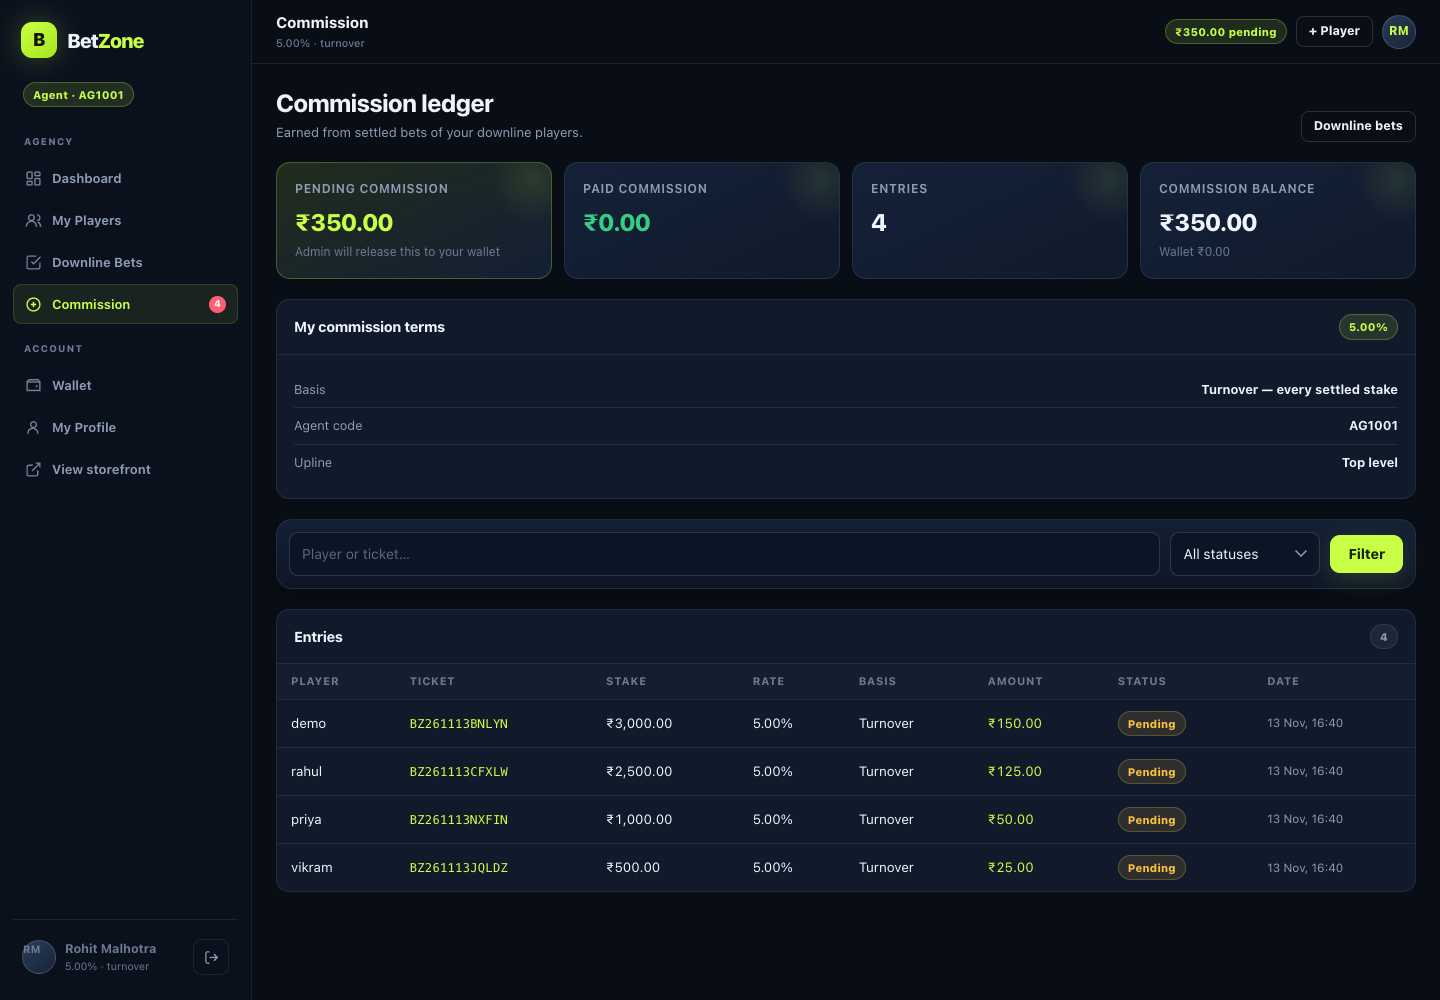 B BetZone
Agent · AG1001
AGENCY
Dashboard
My Players
Downline Bets
Commission 4
ACCOUNT
Wallet
My Profile
View storefront
RM Rohit Malhotra
5.00% · turnover
Commission
5.00% · turnover
₹350.00 pending
+ Player
RM
Commission ledger
Earned from settled bets of your downline players.
Downline bets
PENDING COMMISSION
₹350.00
Admin will release this to your wallet
PAID COMMISSION
₹0.00
ENTRIES
4
COMMISSION BALANCE
₹350.00
Wallet ₹0.00
My commission terms 5.00%
Basis Turnover — every settled stake
Agent code AG1001
Upline Top level
Player or ticket... All statuses Filter
Entries 4
PLAYER TICKET STAKE RATE BASIS AMOUNT STATUS DATE
demo BZ261113BNLYN ₹3,000.00 5.00% Turnover ₹150.00 Pending 13 Nov, 16:40
rahul BZ261113CFXLW ₹2,500.00 5.00% Turnover ₹125.00 Pending 13 Nov, 16:40
priya BZ261113NXFIN ₹1,000.00 5.00% Turnover ₹50.00 Pending 13 Nov, 16:40
vikram BZ261113JQLDZ ₹500.00 5.00% Turnover ₹25.00 Pending 13 Nov, 16:40